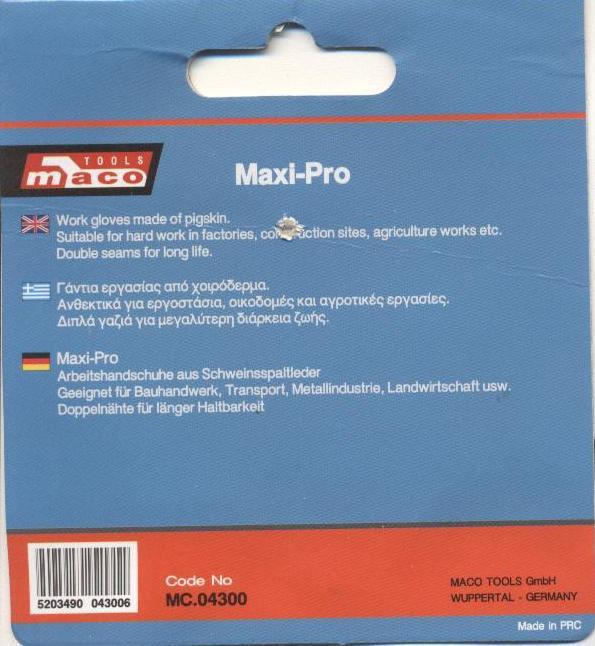 TOOLS
maco
Maxi-Pro
Work gloves made of pigskin.
Suitable for hard work in factories, construction sites, agriculture works etc.
Double seams for long life.
Γάντια εργασίας από χοιρόδερμα.
Ανθεκτικά για εργοστάσια, οικοδομές και αγροτικές εργασίες.
Διπλά γαζιά για μεγαλύτερη διάρκεια ζωής.
Maxi-Pro
Arbeitshandschuhe aus Schweinsspaltleder
Geeignet für Bauhandwerk, Transport, Metallindustrie, Landwirtschaft usw.
Doppelnähte für länger Haltbarkeit
5203490 043006
Code No
MC.04300
MACO TOOLS GmbH
WUPPERTAL - GERMANY
Made in PRC